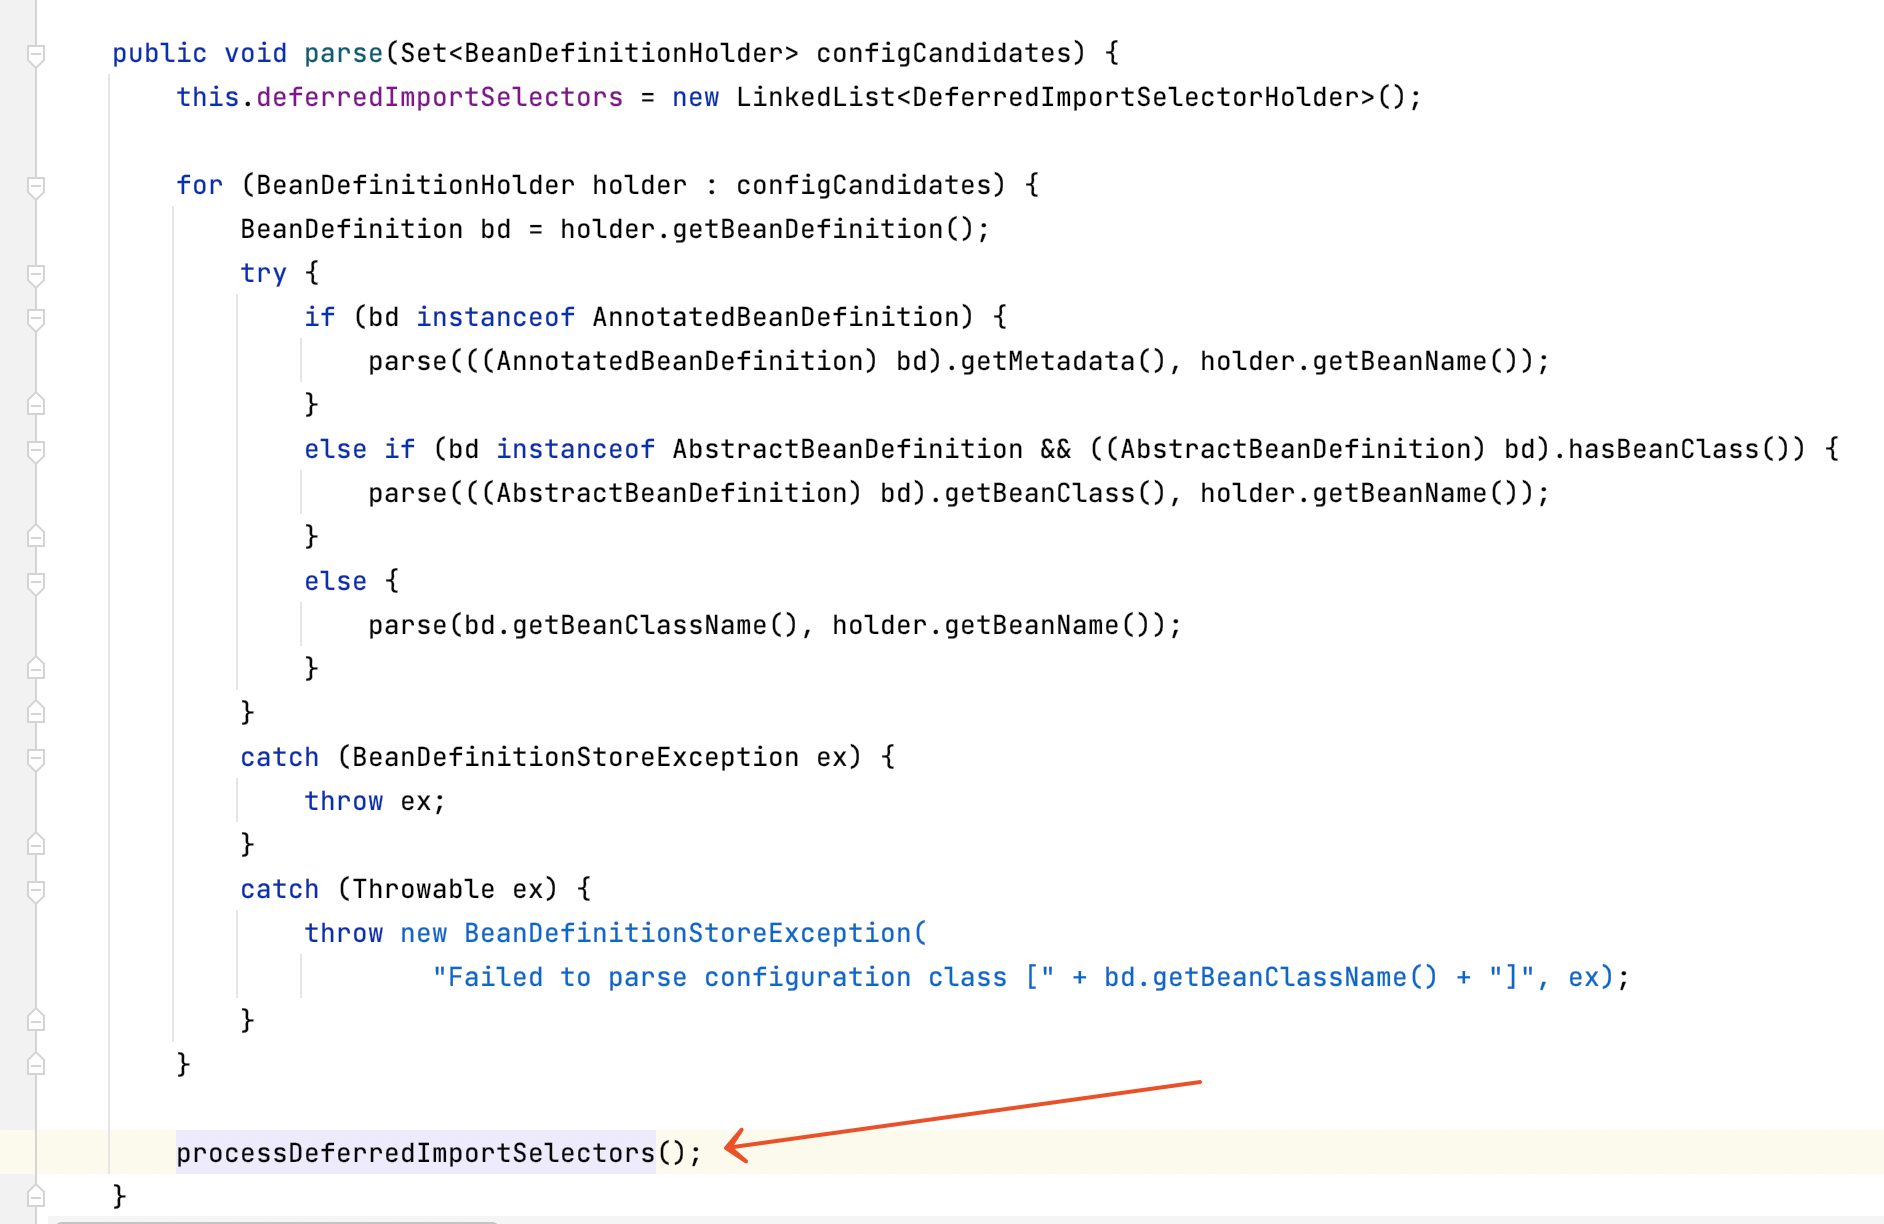 public void parse(Set<BeanDefinitionHolder> configCandidates) {
this.deferredImportSelectors = new LinkedList<DeferredImportSelectorHolder>();
for (BeanDefinitionHolder holder : configCandidates) {
BeanDefinition bd = holder.getBeanDefinition();
try {
if (bd instanceof AnnotatedBeanDefinition) {
parse(((AnnotatedBeanDefinition) bd).getMetadata(), holder.getBeanName());
}
else if (bd instanceof AbstractBeanDefinition && ((AbstractBeanDefinition) bd).hasBeanClass()) {
parse(((AbstractBeanDefinition) bd).getBeanClass(), holder.getBeanName());
}
else {
parse(bd.getBeanClassName(), holder.getBeanName());
}
}
catch (BeanDefinitionStoreException ex) {
throw ex;
}
catch (Throwable ex) {
throw new BeanDefinitionStoreException(
"Failed to parse configuration class [" + bd.getBeanClassName() + "]", ex);
}
}
processDeferredImportSelectors();
}